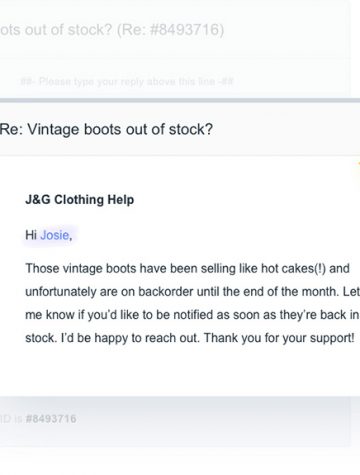 ots out of stock? (Re: #8493716)
##- Please type your reply above this line -##
Re: Vintage boots out of stock?
J&G Clothing Help
Hi Josie,
Those vintage boots have been selling like hot cakes(!) and
unfortunately are on backorder until the end of the month. Let
me know if you'd like to be notified as soon as they're back in
stock. I'd be happy to reach out. Thank you for your support!
ID is #8493716